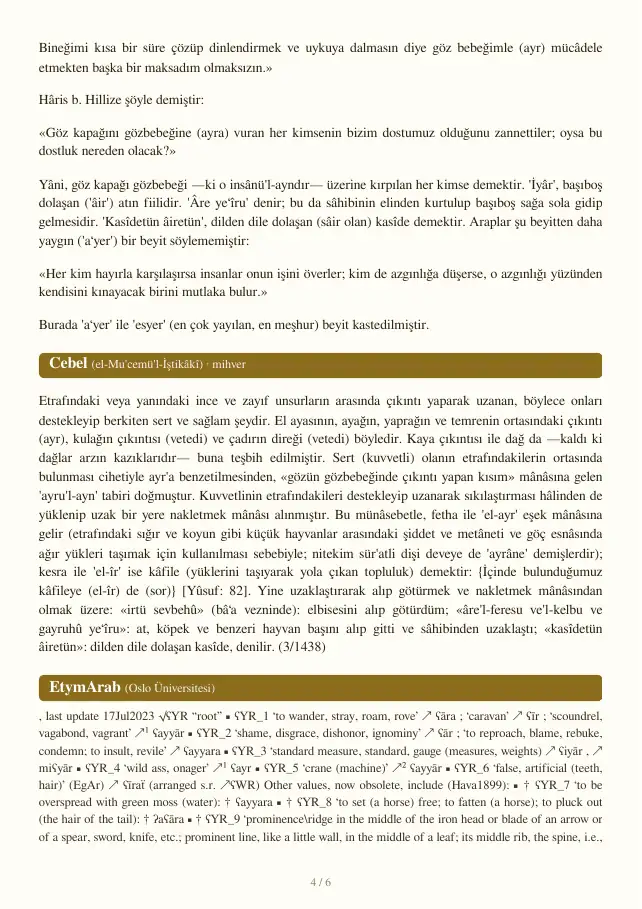 Bineğimi kısa bir süre çözüp dinlendirmek ve uykuya dalmasın diye göz bebeğimle (ayr) mücâdele
etmekten başka bir maksadım olmaksızın.»
Hâris b. Hillize şöyle demiştir:
«Göz kapağını gözbebeğine (ayra) vuran her kimsenin bizim dostumuz olduğunu zannettiler; oysa bu
dostluk nereden olacak?»
Yâni, göz kapağı gözbebeği —ki o insânü'l-ayndır— üzerine kırpılan her kimse demektir. 'İyâr', başıboş
dolaşan ('âir') atın fiilidir. 'Âre ye‘îru' denir; bu da sâhibinin elinden kurtulup başıboş sağa sola gidip
gelmesidir. 'Kasîdetün âiretün', dilden dile dolaşan (sâir olan) kasîde demektir. Araplar şu beyitten daha
yaygın ('a‘yer') bir beyit söylememiştir:
«Her kim hayırla karşılaşırsa insanlar onun işini överler; kim de azgınlığa düşerse, o azgınlığı yüzünden
kendisini kınayacak birini mutlaka bulur.»
Burada 'a‘yer' ile 'esyer' (en çok yayılan, en meşhur) beyit kastedilmiştir.
Cebel (el-Mu'cemü'l-İştikâkî) · mihver
Etrafındaki veya yanındaki ince ve zayıf unsurların arasında çıkıntı yaparak uzanan, böylece onları
destekleyip berkiten sert ve sağlam şeydir. El ayasının, ayağın, yaprağın ve temrenin ortasındaki çıkıntı
(ayr), kulağın çıkıntısı (vetedi) ve çadırın direği (vetedi) böyledir. Kaya çıkıntısı ile dağ da —kaldı ki
dağlar arzın kazıklarıdır— buna teşbih edilmiştir. Sert (kuvvetli) olanın etrafındakilerin ortasında
bulunması cihetiyle ayr'a benzetilmesinden, «gözün gözbebeğinde çıkıntı yapan kısım» mânâsına gelen
'ayru'l-ayn' tabiri doğmuştur. Kuvvetlinin etrafındakileri destekleyip uzanarak sıkılaştırması hâlinden de
yüklenip uzak bir yere nakletmek mânâsı alınmıştır. Bu münâsebetle, fetha ile 'el-ayr' eşek mânâsına
gelir (etrafındaki sığır ve koyun gibi küçük hayvanlar arasındaki şiddet ve metâneti ve göç esnâsında
ağır yükleri taşımak için kullanılması sebebiyle; nitekim sür'atli dişi deveye de 'ayrâne' demişlerdir);
kesra ile 'el-îr' ise kâfile (yüklerini taşıyarak yola çıkan topluluk) demektir: {İçinde bulunduğumuz
kâfileye (el-îr) de (sor)} [Yûsuf: 82]. Yine uzaklaştırarak alıp götürmek ve nakletmek mânâsından
olmak üzere: «irtü sevbehû» (bâ‘a vezninde): elbisesini alıp götürdüm; «âre'l-feresu ve'l-kelbu ve
gayruhû ye‘îru»: at, köpek ve benzeri hayvan başını alıp gitti ve sâhibinden uzaklaştı; «kasîdetün
âiretün»: dilden dile dolaşan kasîde, denilir. (3/1438)
EtymArab (Oslo Üniversitesi)
, last update 17Jul2023 √ʕYR “root” ▪ ʕYR_1 ‘to wander, stray, roam, rove’ ↗ ʕāra ; ‘caravan’ ↗ ʕīr ; ‘scoundrel,
vagabond, vagrant’ ↗¹ ʕayyār ▪ ʕYR_2 ‘shame, disgrace, dishonor, ignominy’ ↗ ʕār ; ‘to reproach, blame, rebuke,
condemn; to insult, revile’ ↗ ʕayyara ▪ ʕYR_3 ‘standard measure, standard, gauge (measures, weights) ↗ ʕiyār , ↗
miʕyār ▪ ʕYR_4 ‘wild ass, onager’ ↗¹ ʕayr ▪ ʕYR_5 ‘crane (machine)’ ↗² ʕayyār ▪ ʕYR_6 ‘false, artificial (teeth,
hair)’ (EgAr) ↗ ʕīraẗ (arranged s.r. ↗ʕWR) Other values, now obsolete, include (Hava1899): ▪ † ʕYR_7 ‘to be
overspread with green moss (water): † ʕayyara ▪ † ʕYR_8 ‘to set (a horse) free; to fatten (a horse); to pluck out
(the hair of the tail): † ʔaʕāra ▪ † ʕYR_9 ‘prominence\ridge in the middle of the iron head or blade of an arrow or
of a spear, sword, knife, etc.; prominent line, like a little wall, in the middle of a leaf; its middle rib, the spine, i.e.,
4 / 6